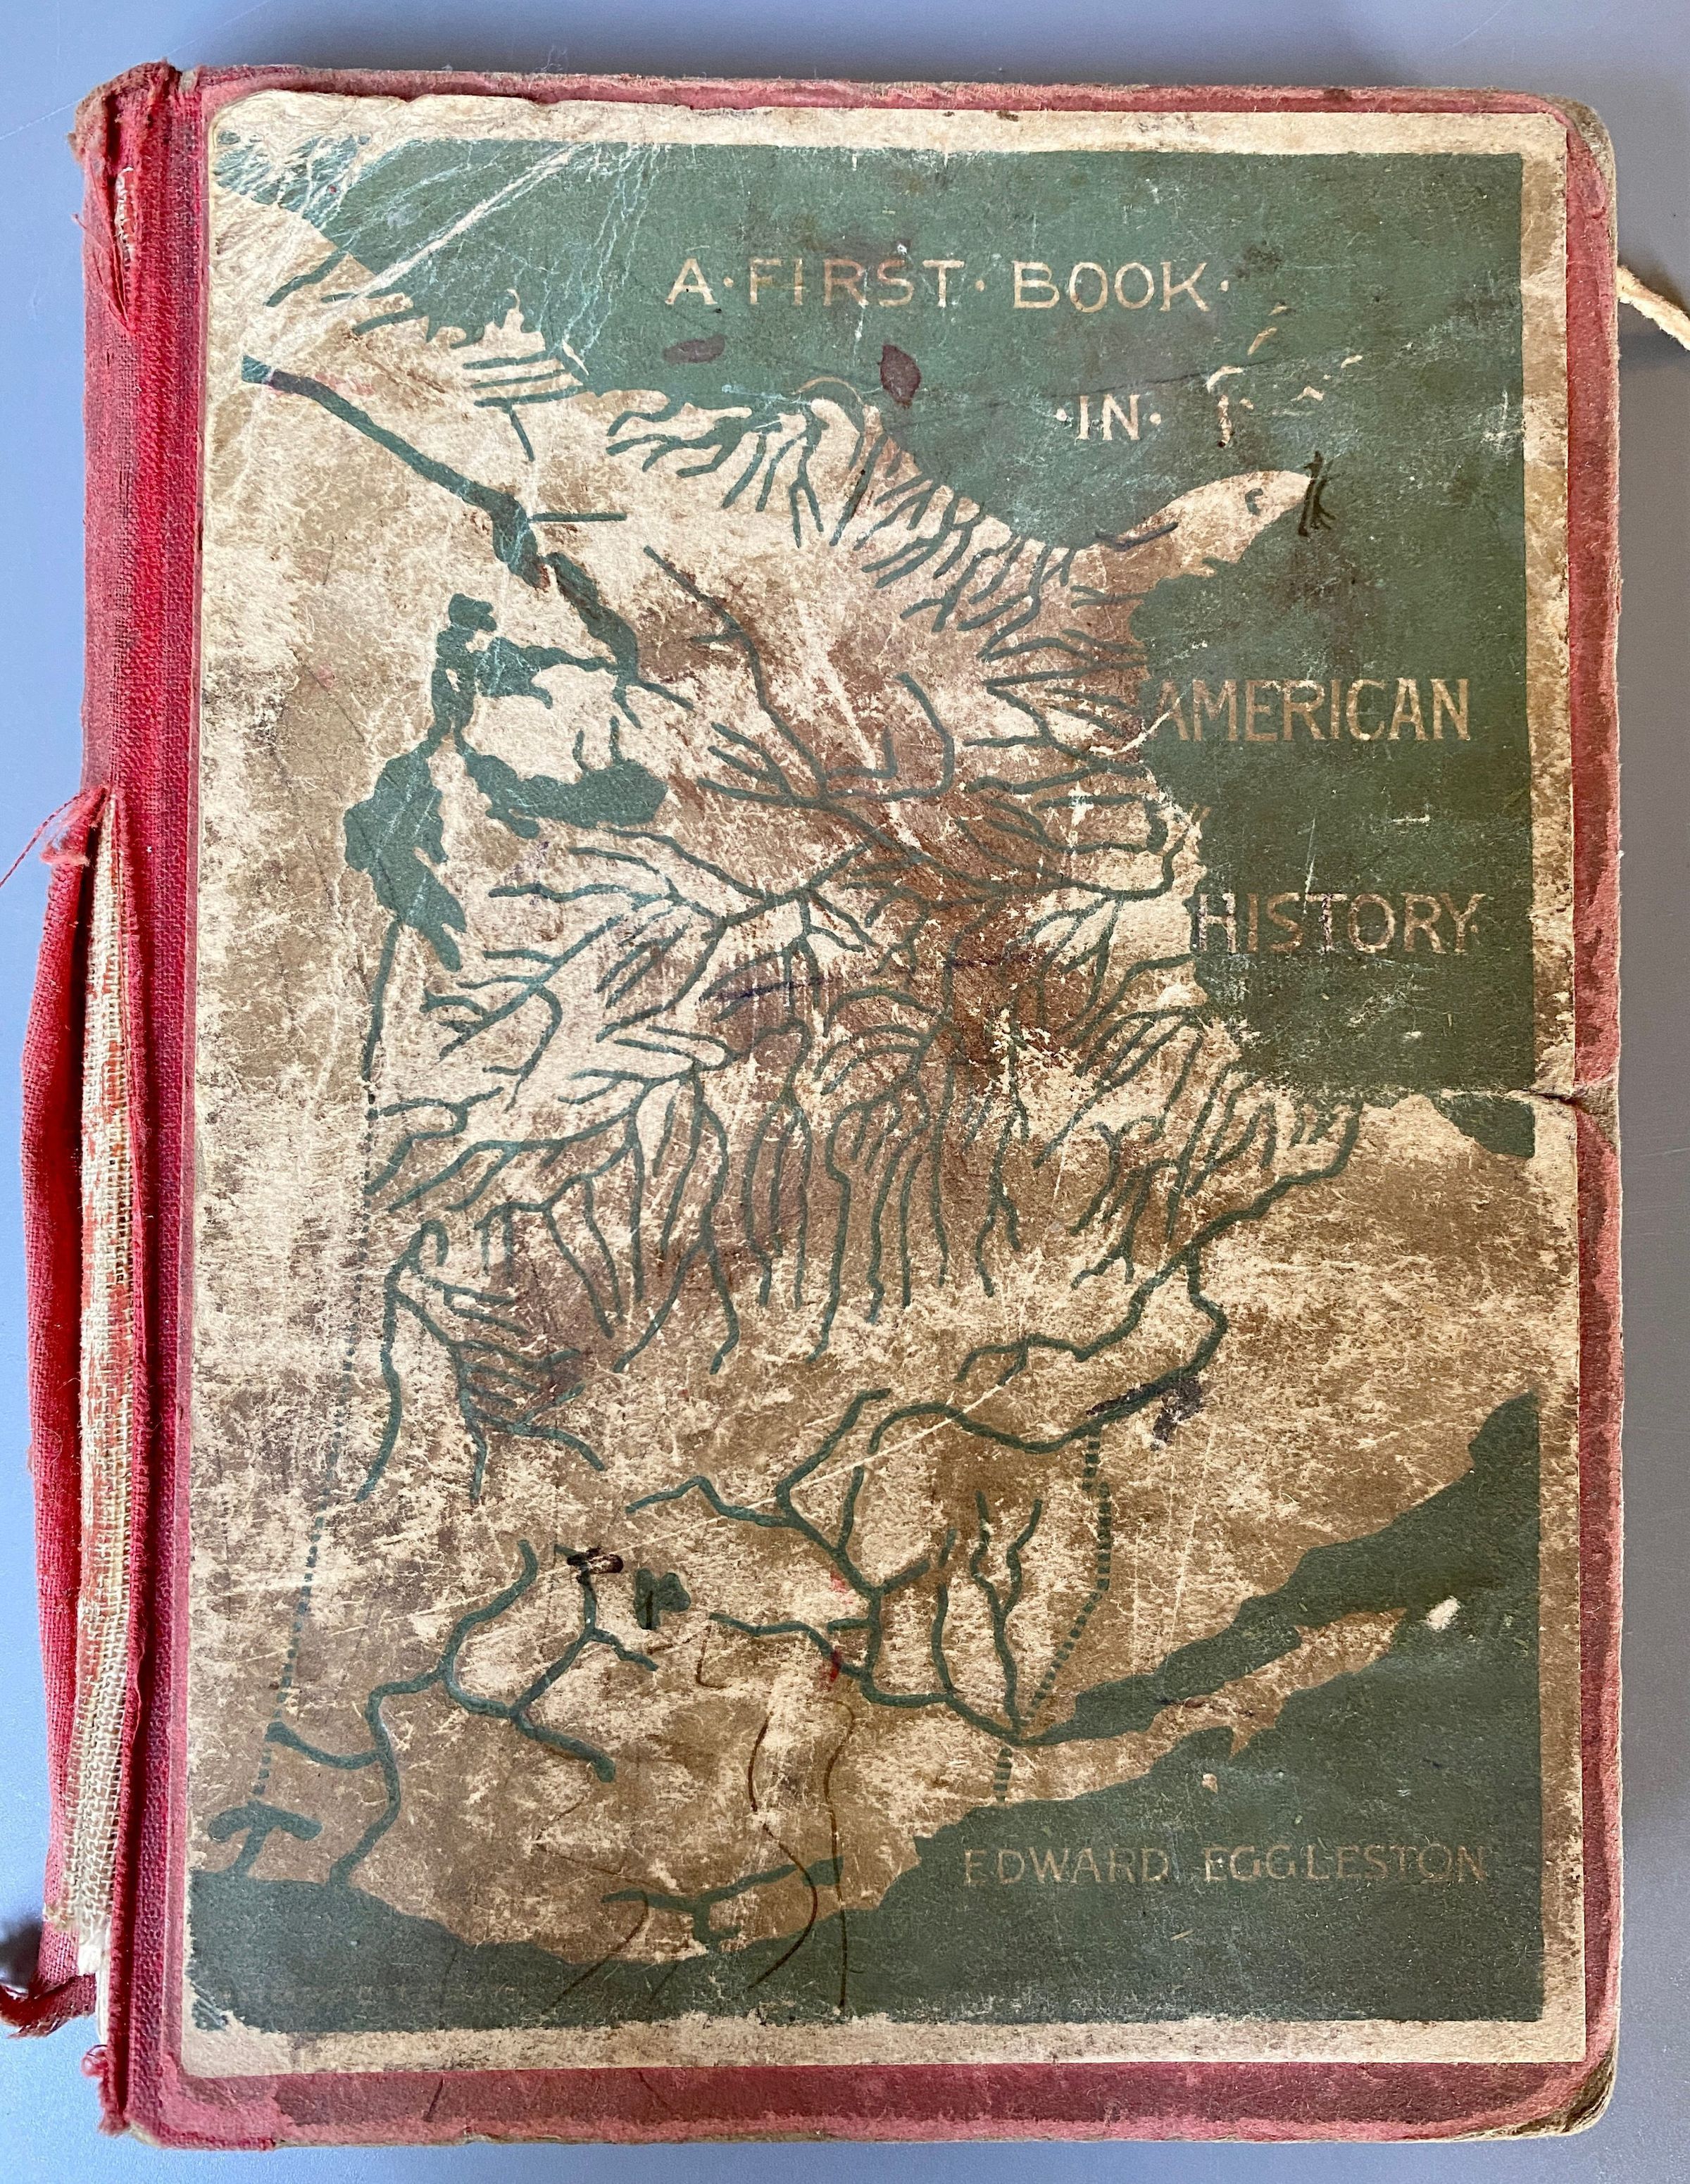 A·FIRST·BOOK·
·IN·
AMERICAN
HISTORY·
EDWARD EGGLESTON